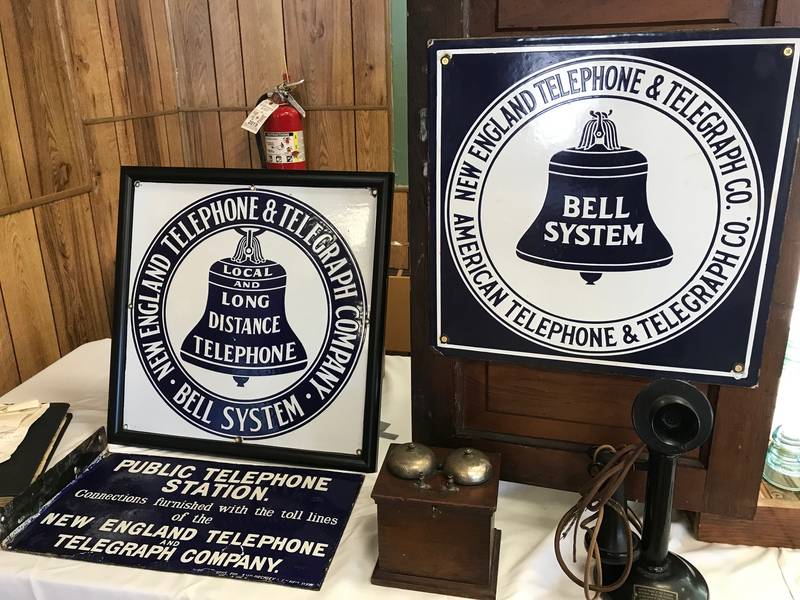 NEW ENGLAND TELEPHONE & TELEGRAPH COMPANY
· BELL SYSTEM ·
LOCAL
AND
LONG
DISTANCE
TELEPHONE
NEW ENGLAND TELEPHONE & TELEGRAPH CO.
AMERICAN TELEPHONE & TELEGRAPH CO.
BELL
SYSTEM
PUBLIC TELEPHONE
STATION.
Connections furnished with the toll lines
of the
NEW ENGLAND TELEPHONE
AND
TELEGRAPH COMPANY.